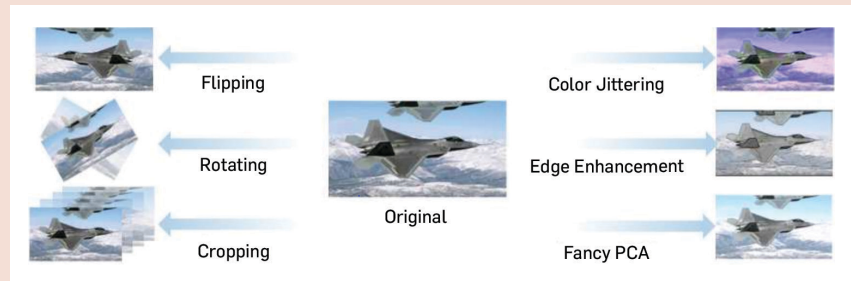 Flipping
Color Jittering
Rotating
Edge Enhancement
Original
Cropping
Fancy PCA